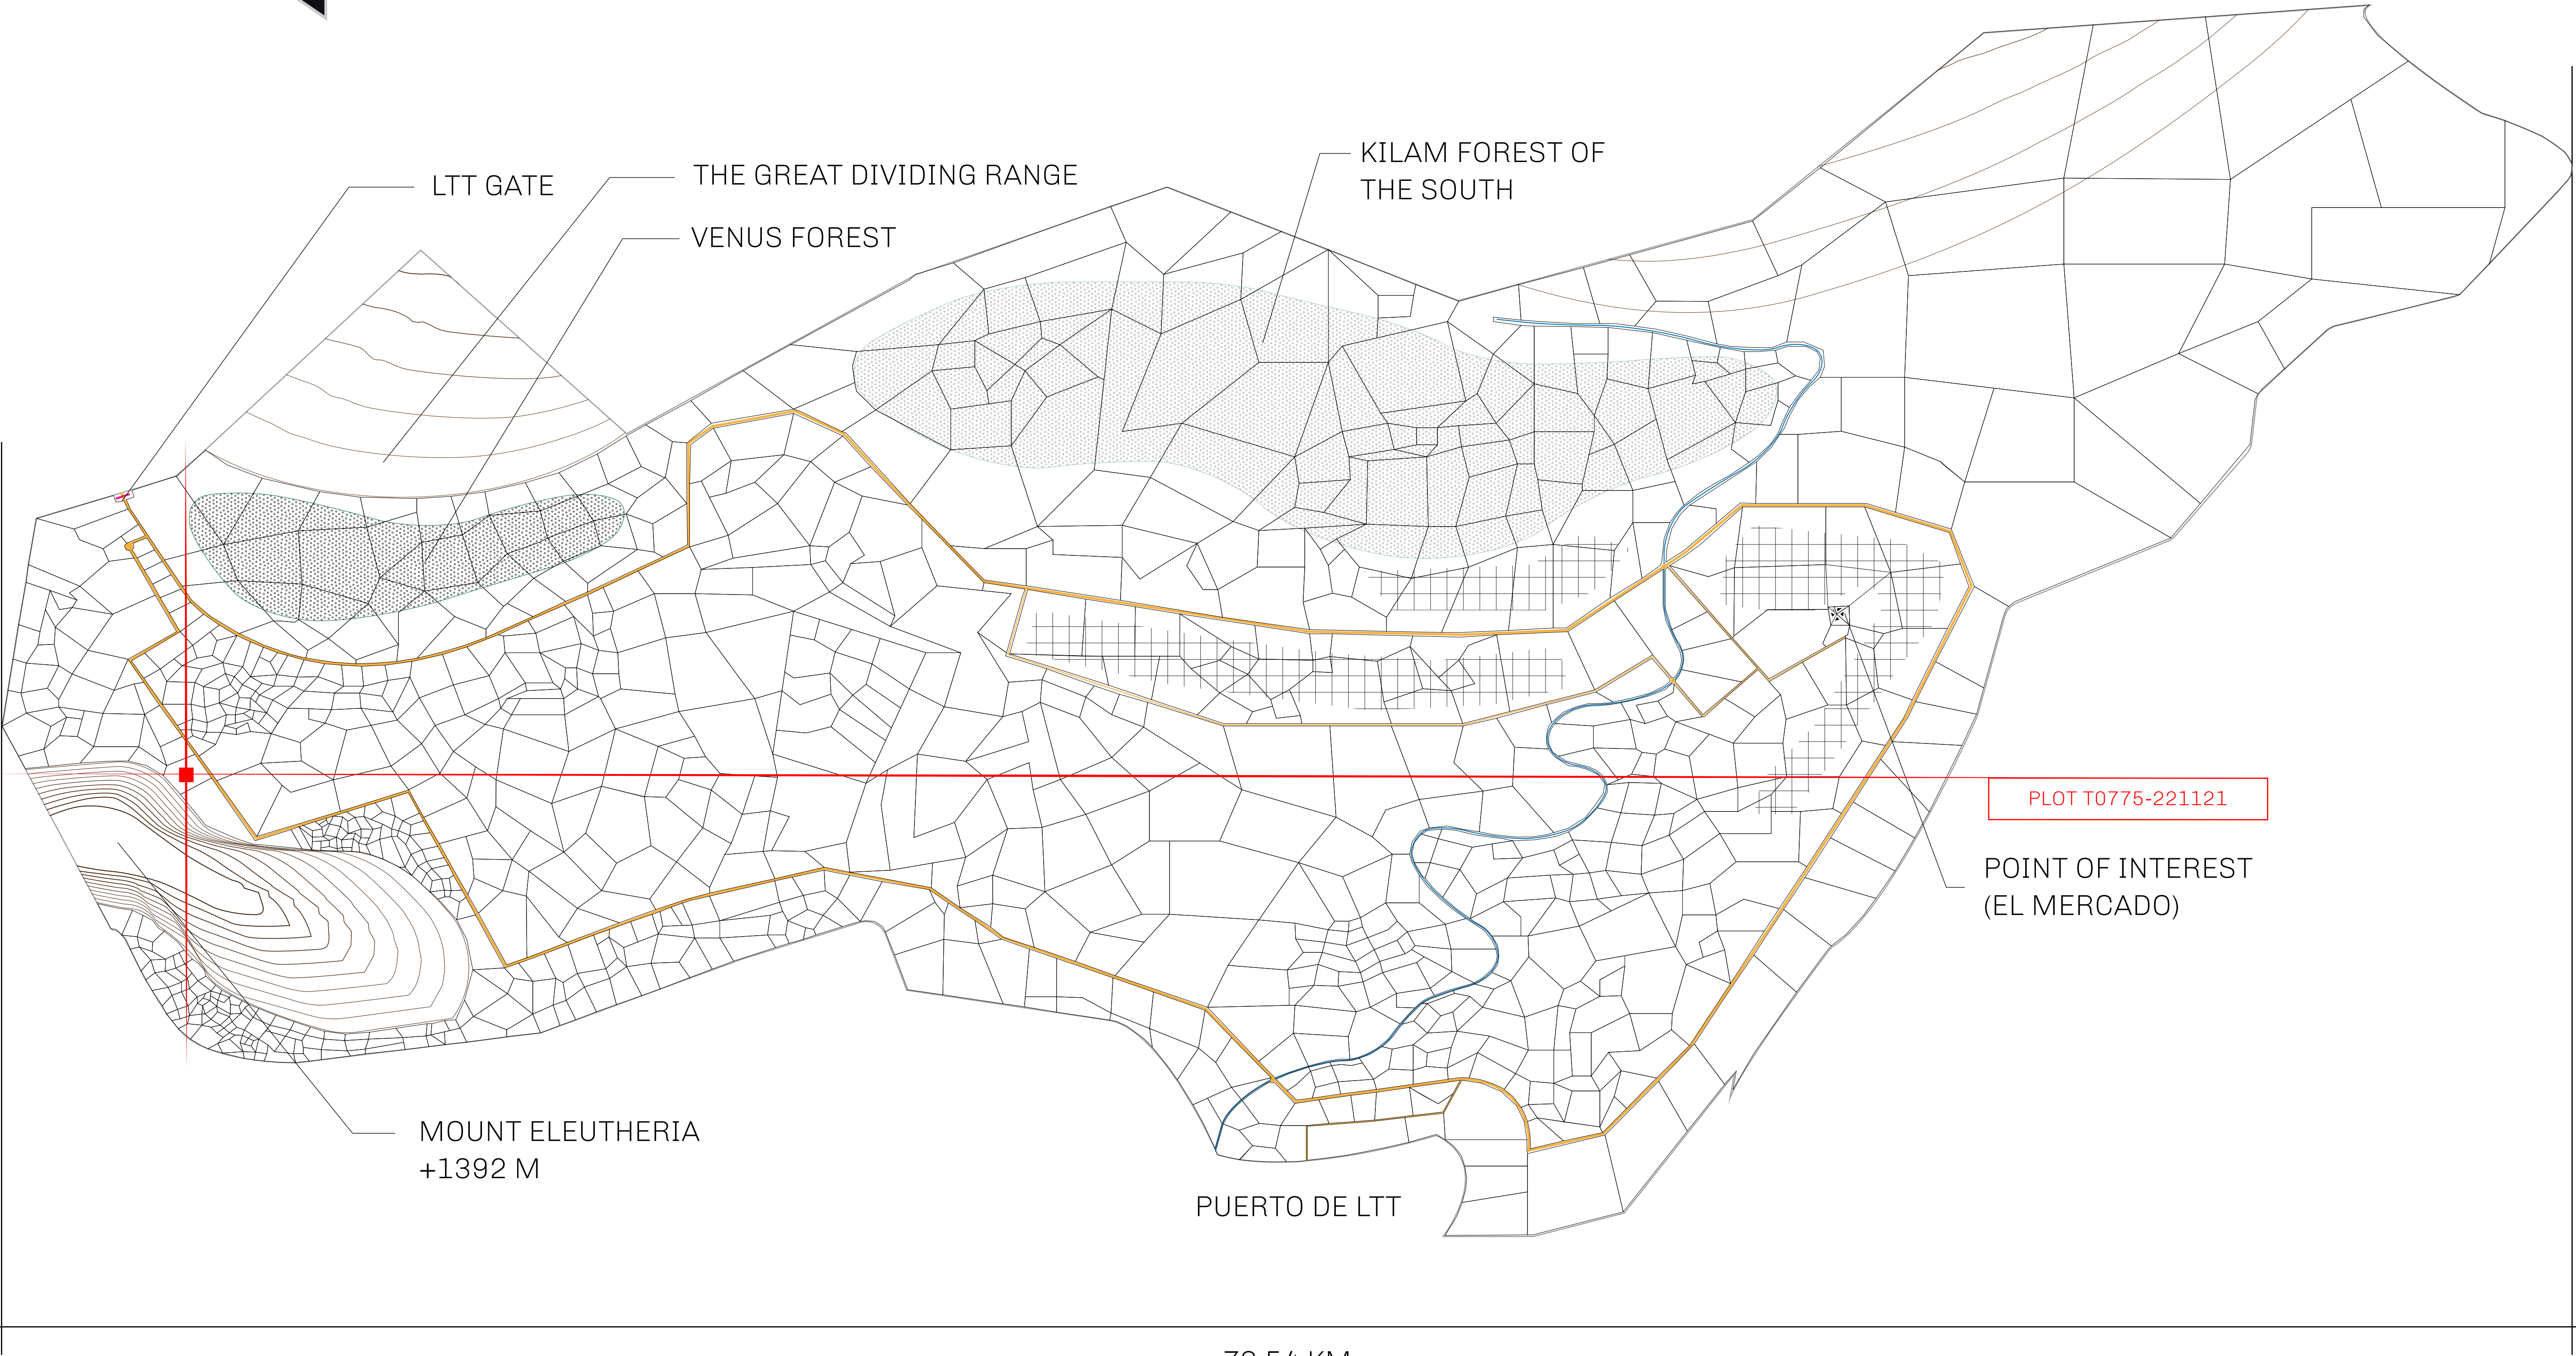 KILAM FOREST OF
THE SOUTH
THE GREAT DIVIDING RANGE
LTT GATE
VENUS FOREST
PLOT T0775-221121
POINT OF INTEREST
(EL MERCADO)
MOUNT ELEUTHERIA
+1392 M
PUERTO DE LTT
KM